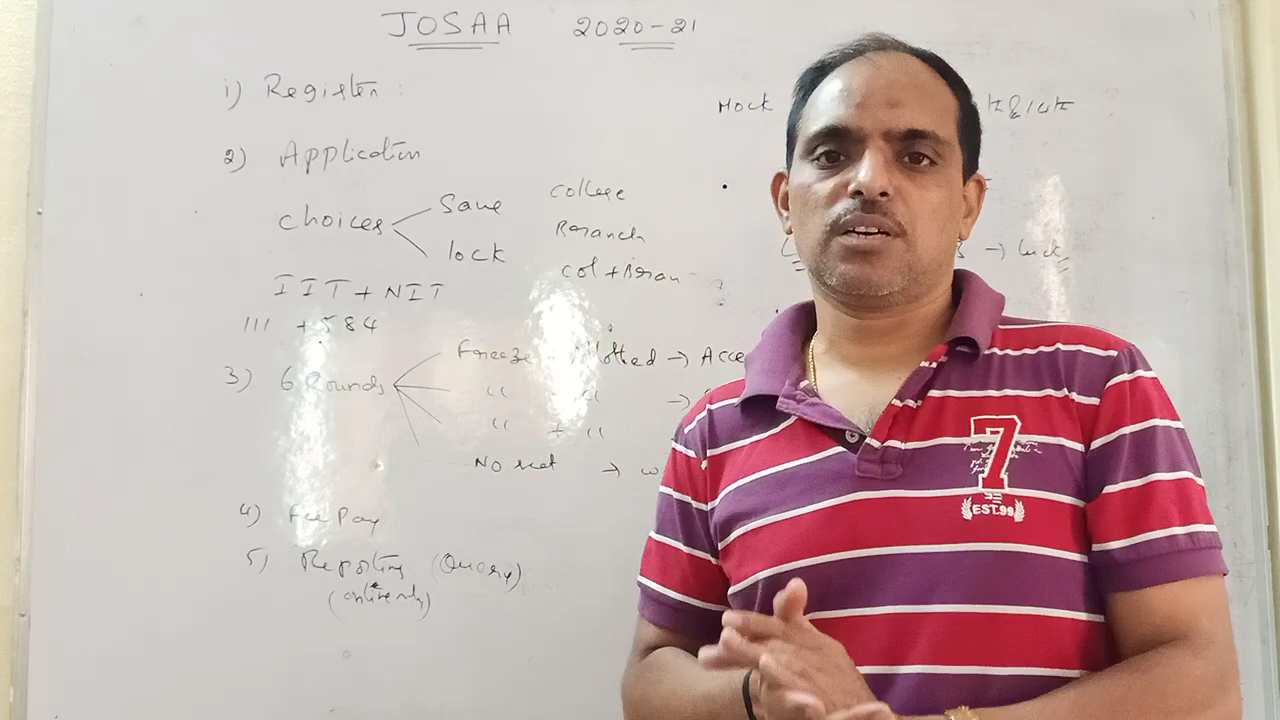 JOSAA 2020-21
1) Register :
Mock
2) Application
choices
Save
lock
college
Branch
col + Bran
→ lock
IIT + NIT
111 + 584
3) 6 Rounds
Freeze Allotted → Acce
" " →
" + "
No seat → w
4) Fee Pay
5) Reporting (Query)
(online only)
7
EST.99